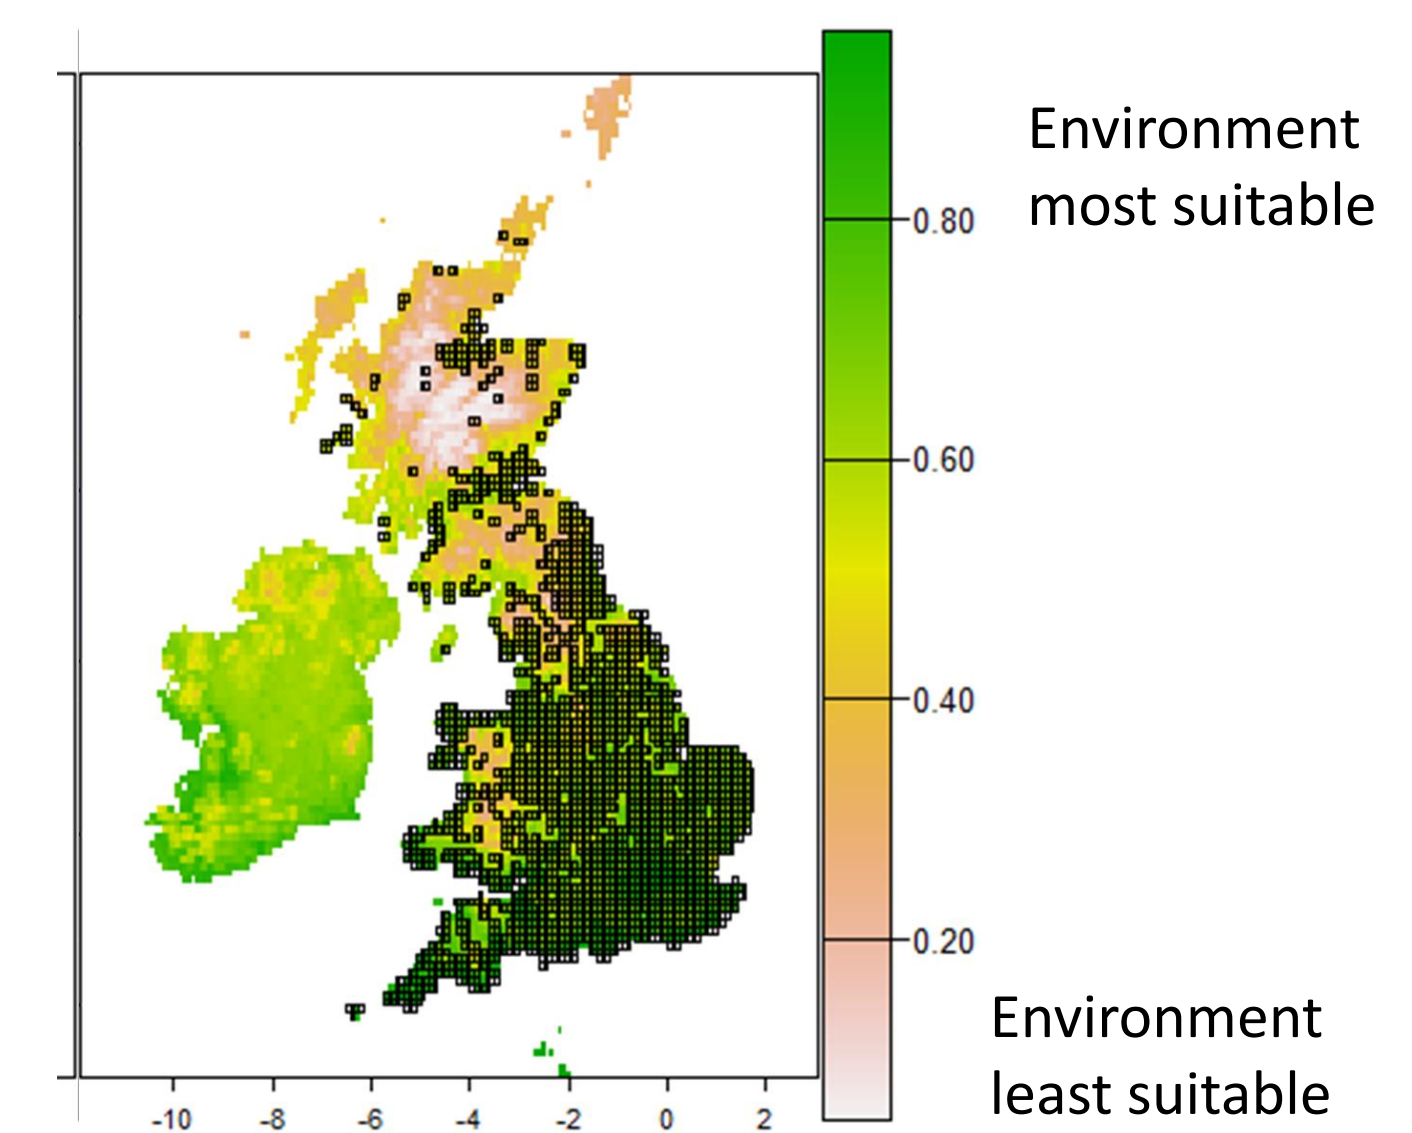 Environment
most suitable
0.80
0.60
0.40
0.20
Environment
least suitable
-10 -8 -6 -4 -2 0 2